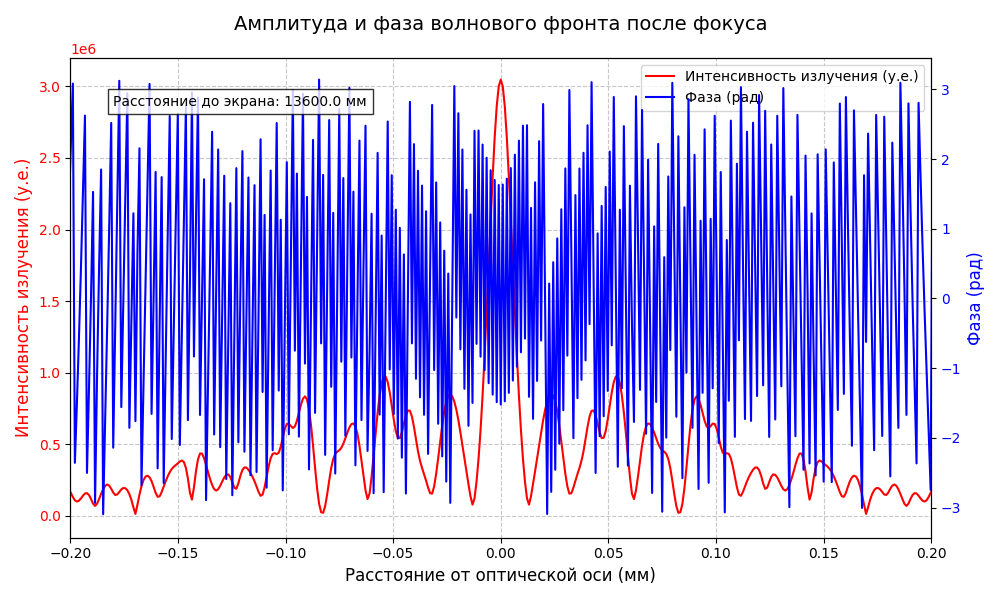 Амплитуда и фаза волнового фронта после фокуса
1e6
Интенсивность излучения (у.е.)
Фаза (рад)
Расстояние до экрана: 13600.0 мм
3.0
2.5
2.0
1.5
1.0
0.5
0.0
Интенсивность излучения (у.е.)
3
2
1
0
−1
−2
−3
Фаза (рад)
−0.20 −0.15 −0.10 −0.05 0.00 0.05 0.10 0.15 0.20
Расстояние от оптической оси (мм)